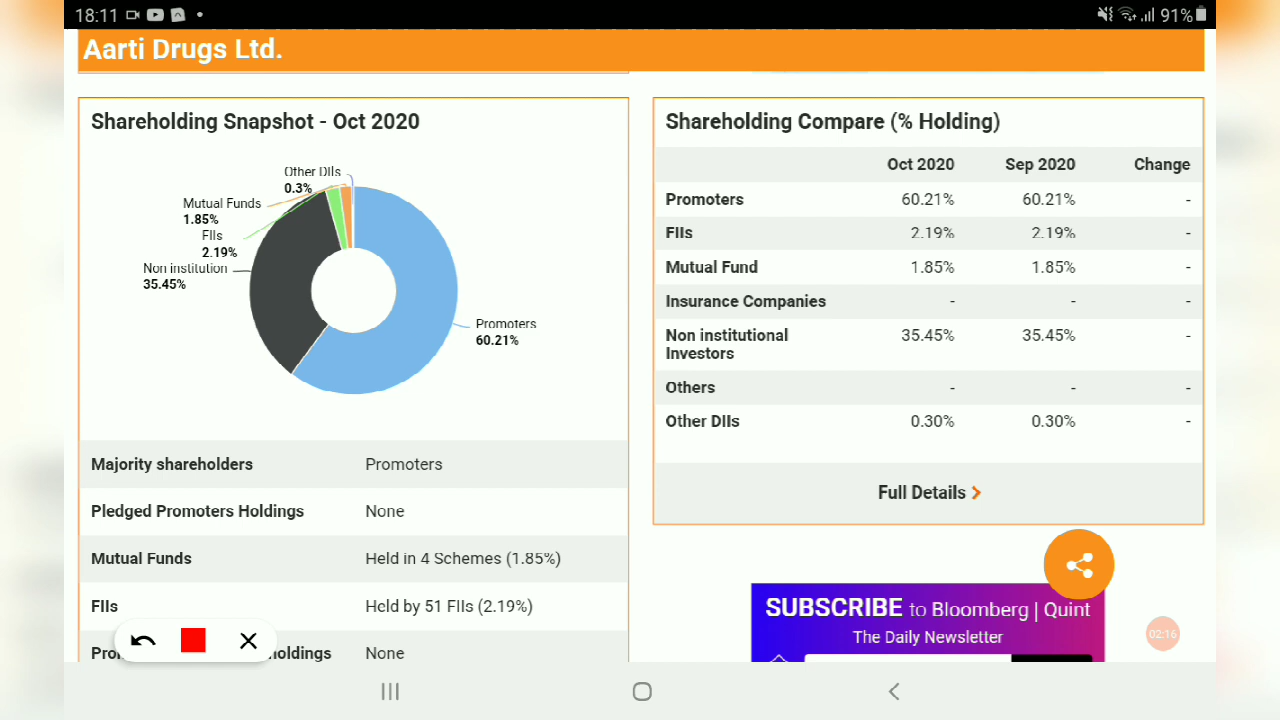 18:11
91%
Aarti Drugs Ltd.
Shareholding Snapshot - Oct 2020
Other DIIs
0.3%
Mutual Funds
1.85%
FIIs
2.19%
Non institution
35.45%
Promoters
60.21%
Majority shareholders Promoters
Pledged Promoters Holdings None
Mutual Funds Held in 4 Schemes (1.85%)
FIIs Held by 51 FIIs (2.19%)
holdings None
Shareholding Compare (% Holding)
Oct 2020 Sep 2020 Change
Promoters 60.21% 60.21% -
FIIs 2.19% 2.19% -
Mutual Fund 1.85% 1.85% -
Insurance Companies - - -
Non institutional 35.45% 35.45% -
Investors
Others - - -
Other DIIs 0.30% 0.30% -
Full Details
SUBSCRIBE to Bloomberg | Quint
The Daily Newsletter
02:16